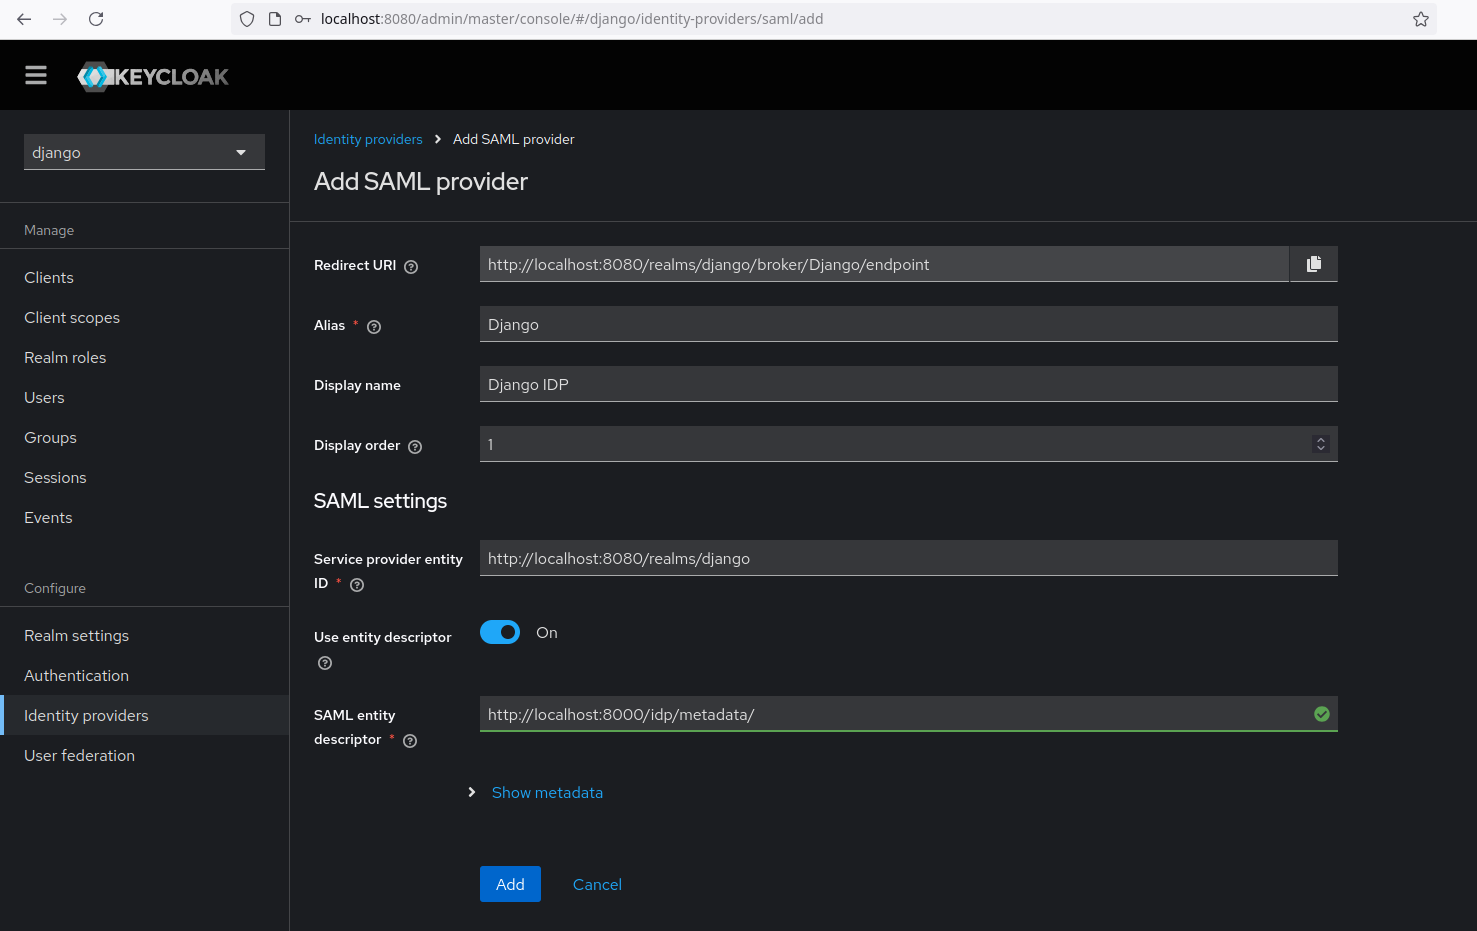 localhost:8080/admin/master/console/#/django/identity-providers/saml/add
KEYCLOAK
django
Manage
Clients
Client scopes
Realm roles
Users
Groups
Sessions
Events
Configure
Realm settings
Authentication
Identity providers
User federation
Identity providers > Add SAML provider
Add SAML provider
Redirect URI
http://localhost:8080/realms/django/broker/Django/endpoint
Alias *
Django
Display name
Django IDP
Display order
1
SAML settings
Service provider entity
ID *
http://localhost:8080/realms/django
Use entity descriptor
On
SAML entity
descriptor *
http://localhost:8000/idp/metadata/
Show metadata
Add
Cancel